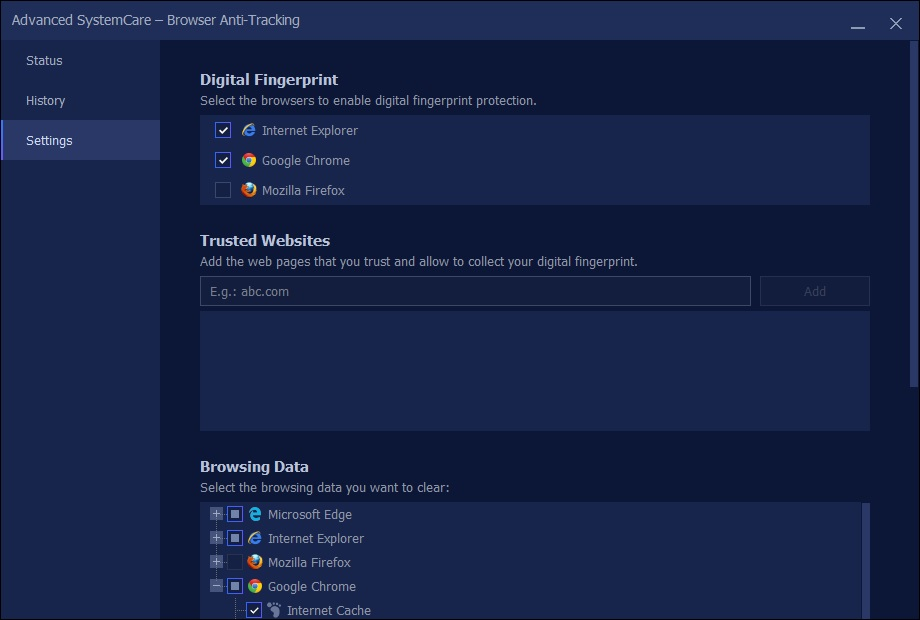 Advanced SystemCare – Browser Anti-Tracking
Status
History
Settings
Digital Fingerprint
Select the browsers to enable digital fingerprint protection.
Internet Explorer
Google Chrome
Mozilla Firefox
Trusted Websites
Add the web pages that you trust and allow to collect your digital fingerprint.
E.g.: abc.com
Add
Browsing Data
Select the browsing data you want to clear:
Microsoft Edge
Internet Explorer
Mozilla Firefox
Google Chrome
Internet Cache